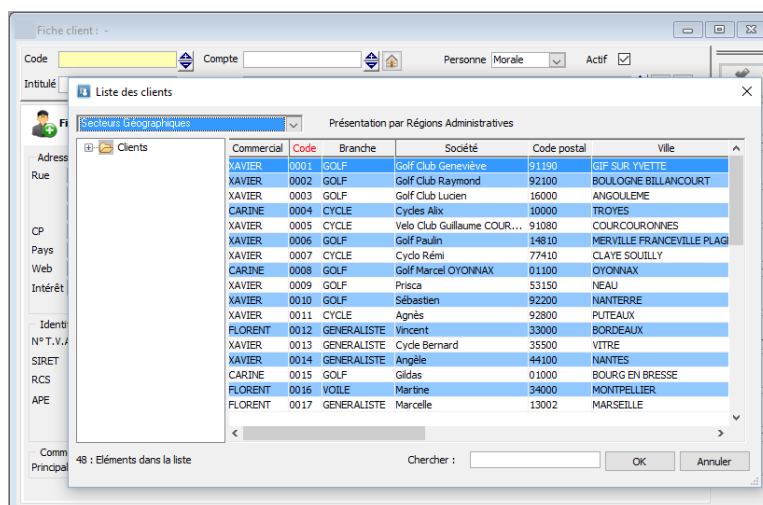 Fiche client : -
Code Compte Personne Morale Actif
Intitulé
Liste des clients
Secteurs Géographiques Présentation par Régions Administratives
Clients
Commercial Code Branche Société Code postal Ville
XAVIER 0001 GOLF Golf Club Geneviève 91190 GIF SUR YVETTE
XAVIER 0002 GOLF Golf Club Raymond 92100 BOULOGNE BILLANCOURT
XAVIER 0003 GOLF Golf Club Lucien 16000 ANGOULEME
CARINE 0004 CYCLE Cycles Alix 10000 TROYES
XAVIER 0005 CYCLE Velo Club Guillaume COUR... 91080 COURCOURONNES
XAVIER 0006 GOLF Golf Paulin 14810 MERVILLE FRANCEVILLE PLAG
XAVIER 0007 CYCLE Cyclo Rémi 77410 CLAYE SOUILLY
CARINE 0008 GOLF Golf Marcel OYONNAX 01100 OYONNAX
XAVIER 0009 GOLF Prisca 53150 NEAU
XAVIER 0010 GOLF Sébastien 92200 NANTERRE
XAVIER 0011 CYCLE Agnès 92800 PUTEAUX
FLORENT 0012 GENERALISTE Vincent 33000 BORDEAUX
XAVIER 0013 GENERALISTE Cycle Bernard 35500 VITRE
XAVIER 0014 GENERALISTE Angèle 44100 NANTES
CARINE 0015 GOLF Gildas 01000 BOURG EN BRESSE
FLORENT 0016 VOILE Martine 34000 MONTPELLIER
FLORENT 0017 GENERALISTE Marcelle 13002 MARSEILLE
48 : Eléments dans la liste Chercher : OK Annuler
Fi
Adress
Rue
CP
Pays
Web
Intérêt
Identi
N° T.V.A
SIRET
RCS
APE
Comm
Principal